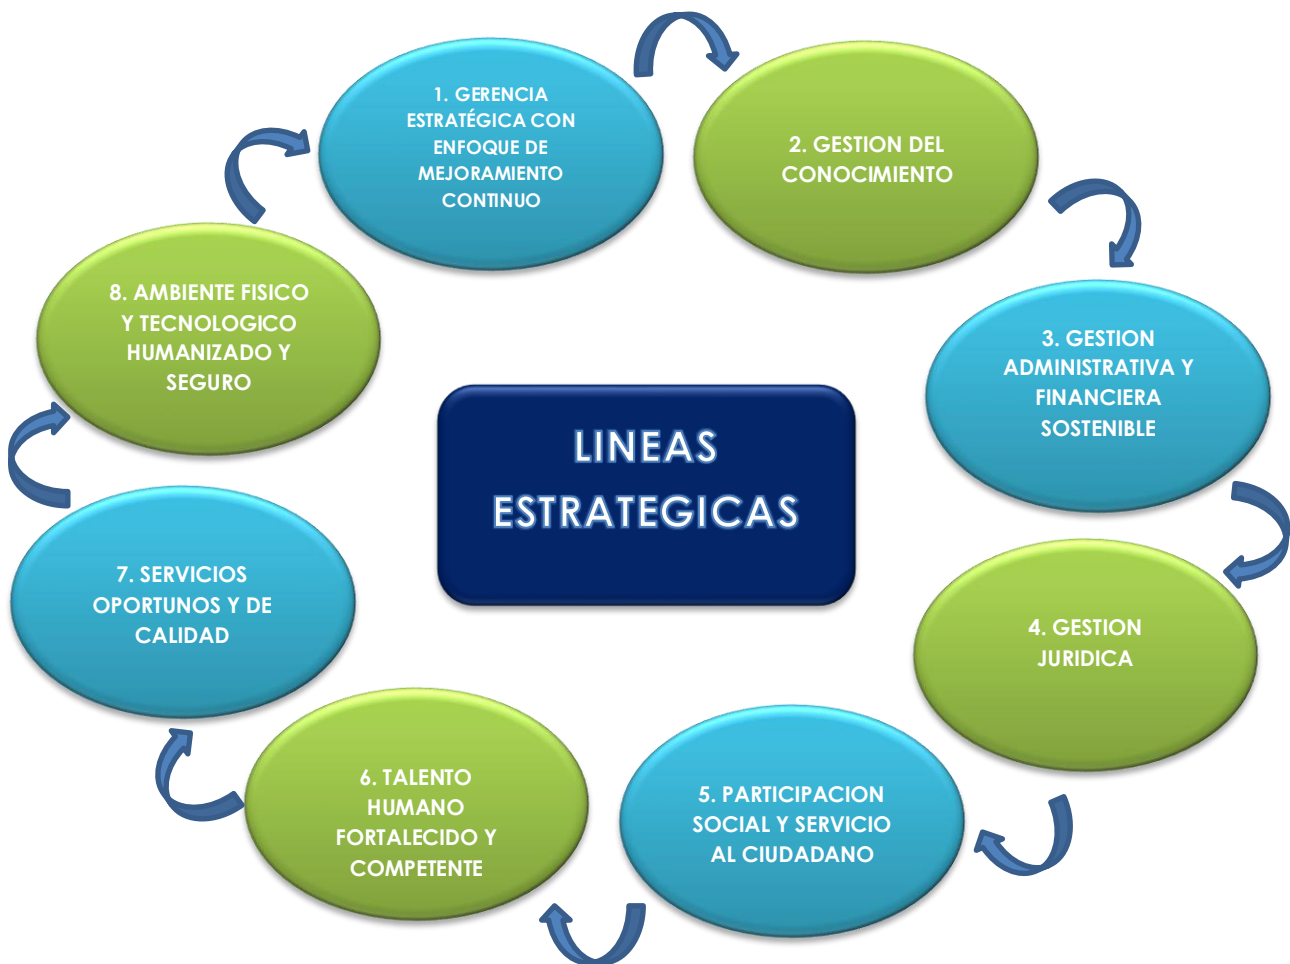 1. GERENCIA
ESTRATÉGICA CON
ENFOQUE DE
MEJORAMIENTO
CONTINUO
2. GESTION DEL
CONOCIMIENTO
3. GESTION
ADMINISTRATIVA Y
FINANCIERA
SOSTENIBLE
4. GESTION
JURIDICA
5. PARTICIPACION
SOCIAL Y SERVICIO
AL CIUDADANO
6. TALENTO
HUMANO
FORTALECIDO Y
COMPETENTE
7. SERVICIOS
OPORTUNOS Y DE
CALIDAD
8. AMBIENTE FISICO
Y TECNOLOGICO
HUMANIZADO Y
SEGURO
LINEAS
ESTRATEGICAS